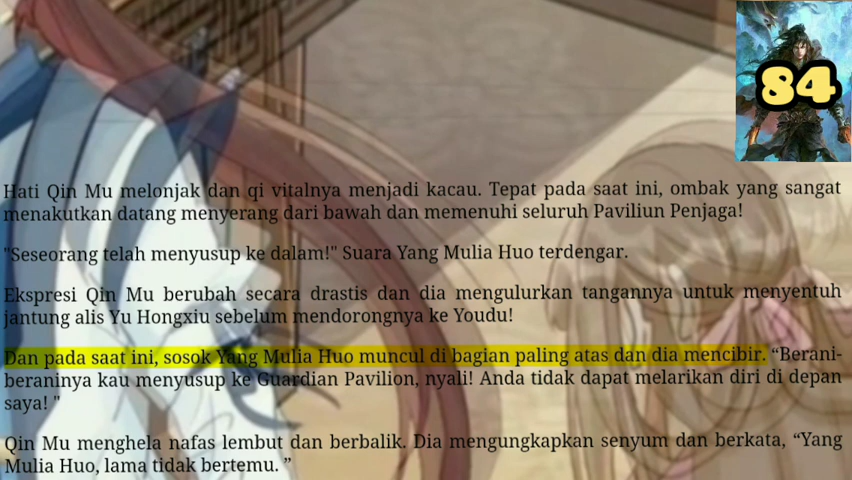 84
Hati Qin Mu melonjak dan qi vitalnya menjadi kacau. Tepat pada saat ini, ombak yang sangat
menakutkan datang menyerang dari bawah dan memenuhi seluruh Paviliun Penjaga!
"Seseorang telah menyusup ke dalam!" Suara Yang Mulia Huo terdengar.
Ekspresi Qin Mu berubah secara drastis dan dia mengulurkan tangannya untuk menyentuh
jantung alis Yu Hongxiu sebelum mendorongnya ke Youdu!
Dan pada saat ini, sosok Yang Mulia Huo muncul di bagian paling atas dan dia mencibir. “Berani-
beraninya kau menyusup ke Guardian Pavilion, nyali! Anda tidak dapat melarikan diri di depan
saya! "
Qin Mu menghela nafas lembut dan berbalik. Dia mengungkapkan senyum dan berkata, “Yang
Mulia Huo, lama tidak bertemu. ”